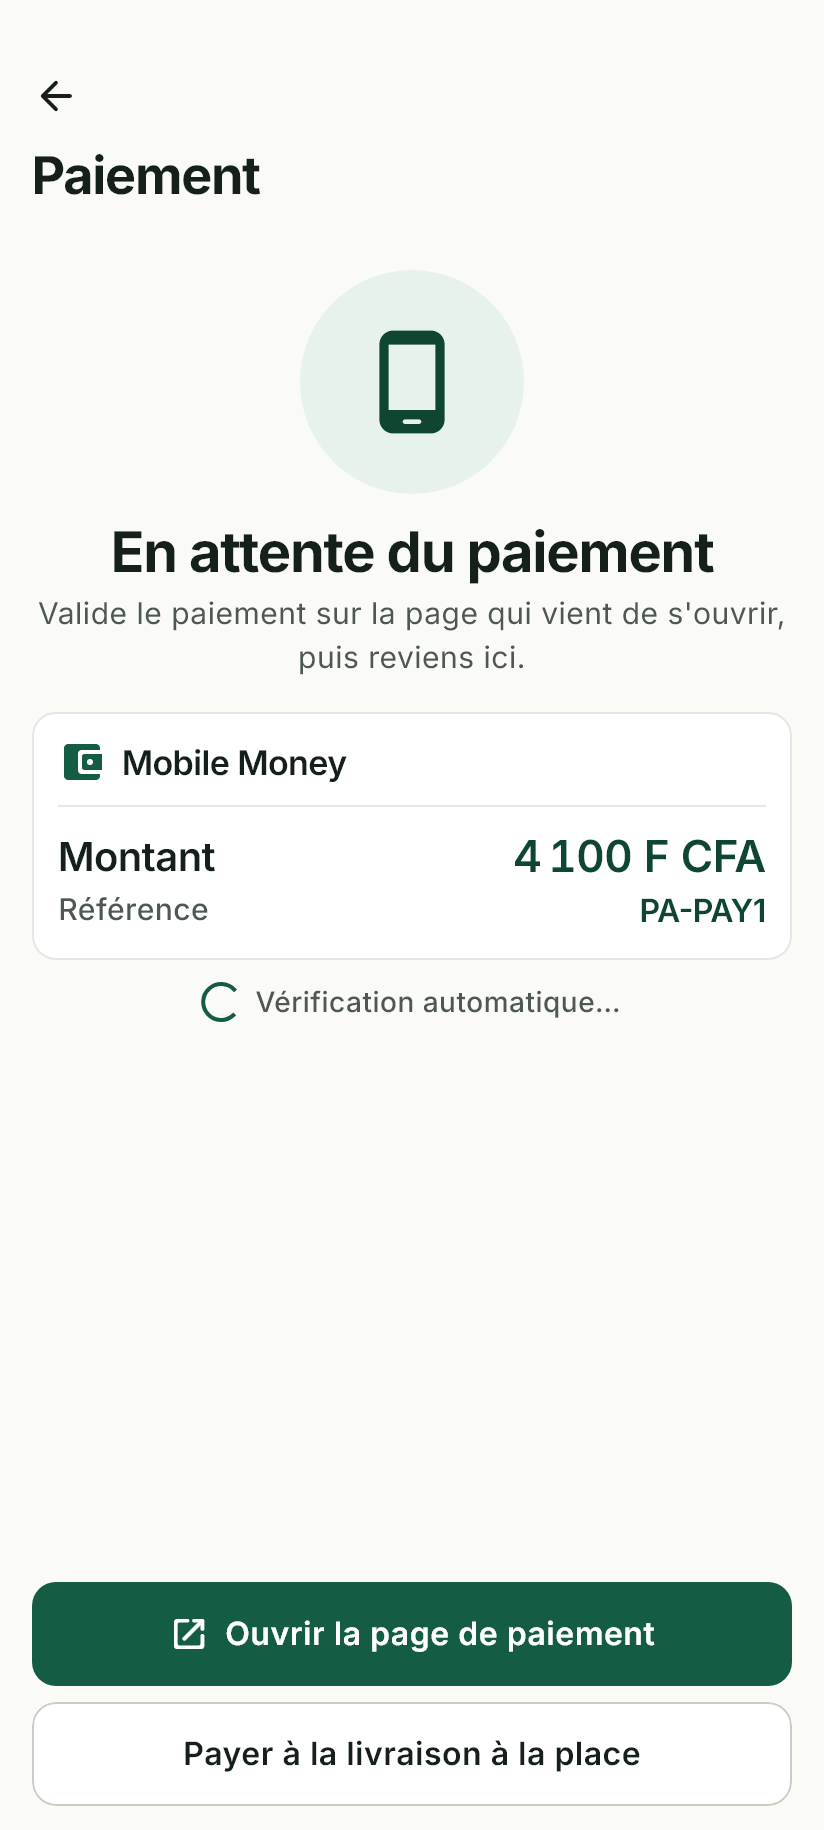 Paiement
En attente du paiement
Valide le paiement sur la page qui vient de s'ouvrir,
puis reviens ici.
Mobile Money
Montant 4 100 F CFA
Référence PA-PAY1
Vérification automatique...
Ouvrir la page de paiement
Payer à la livraison à la place